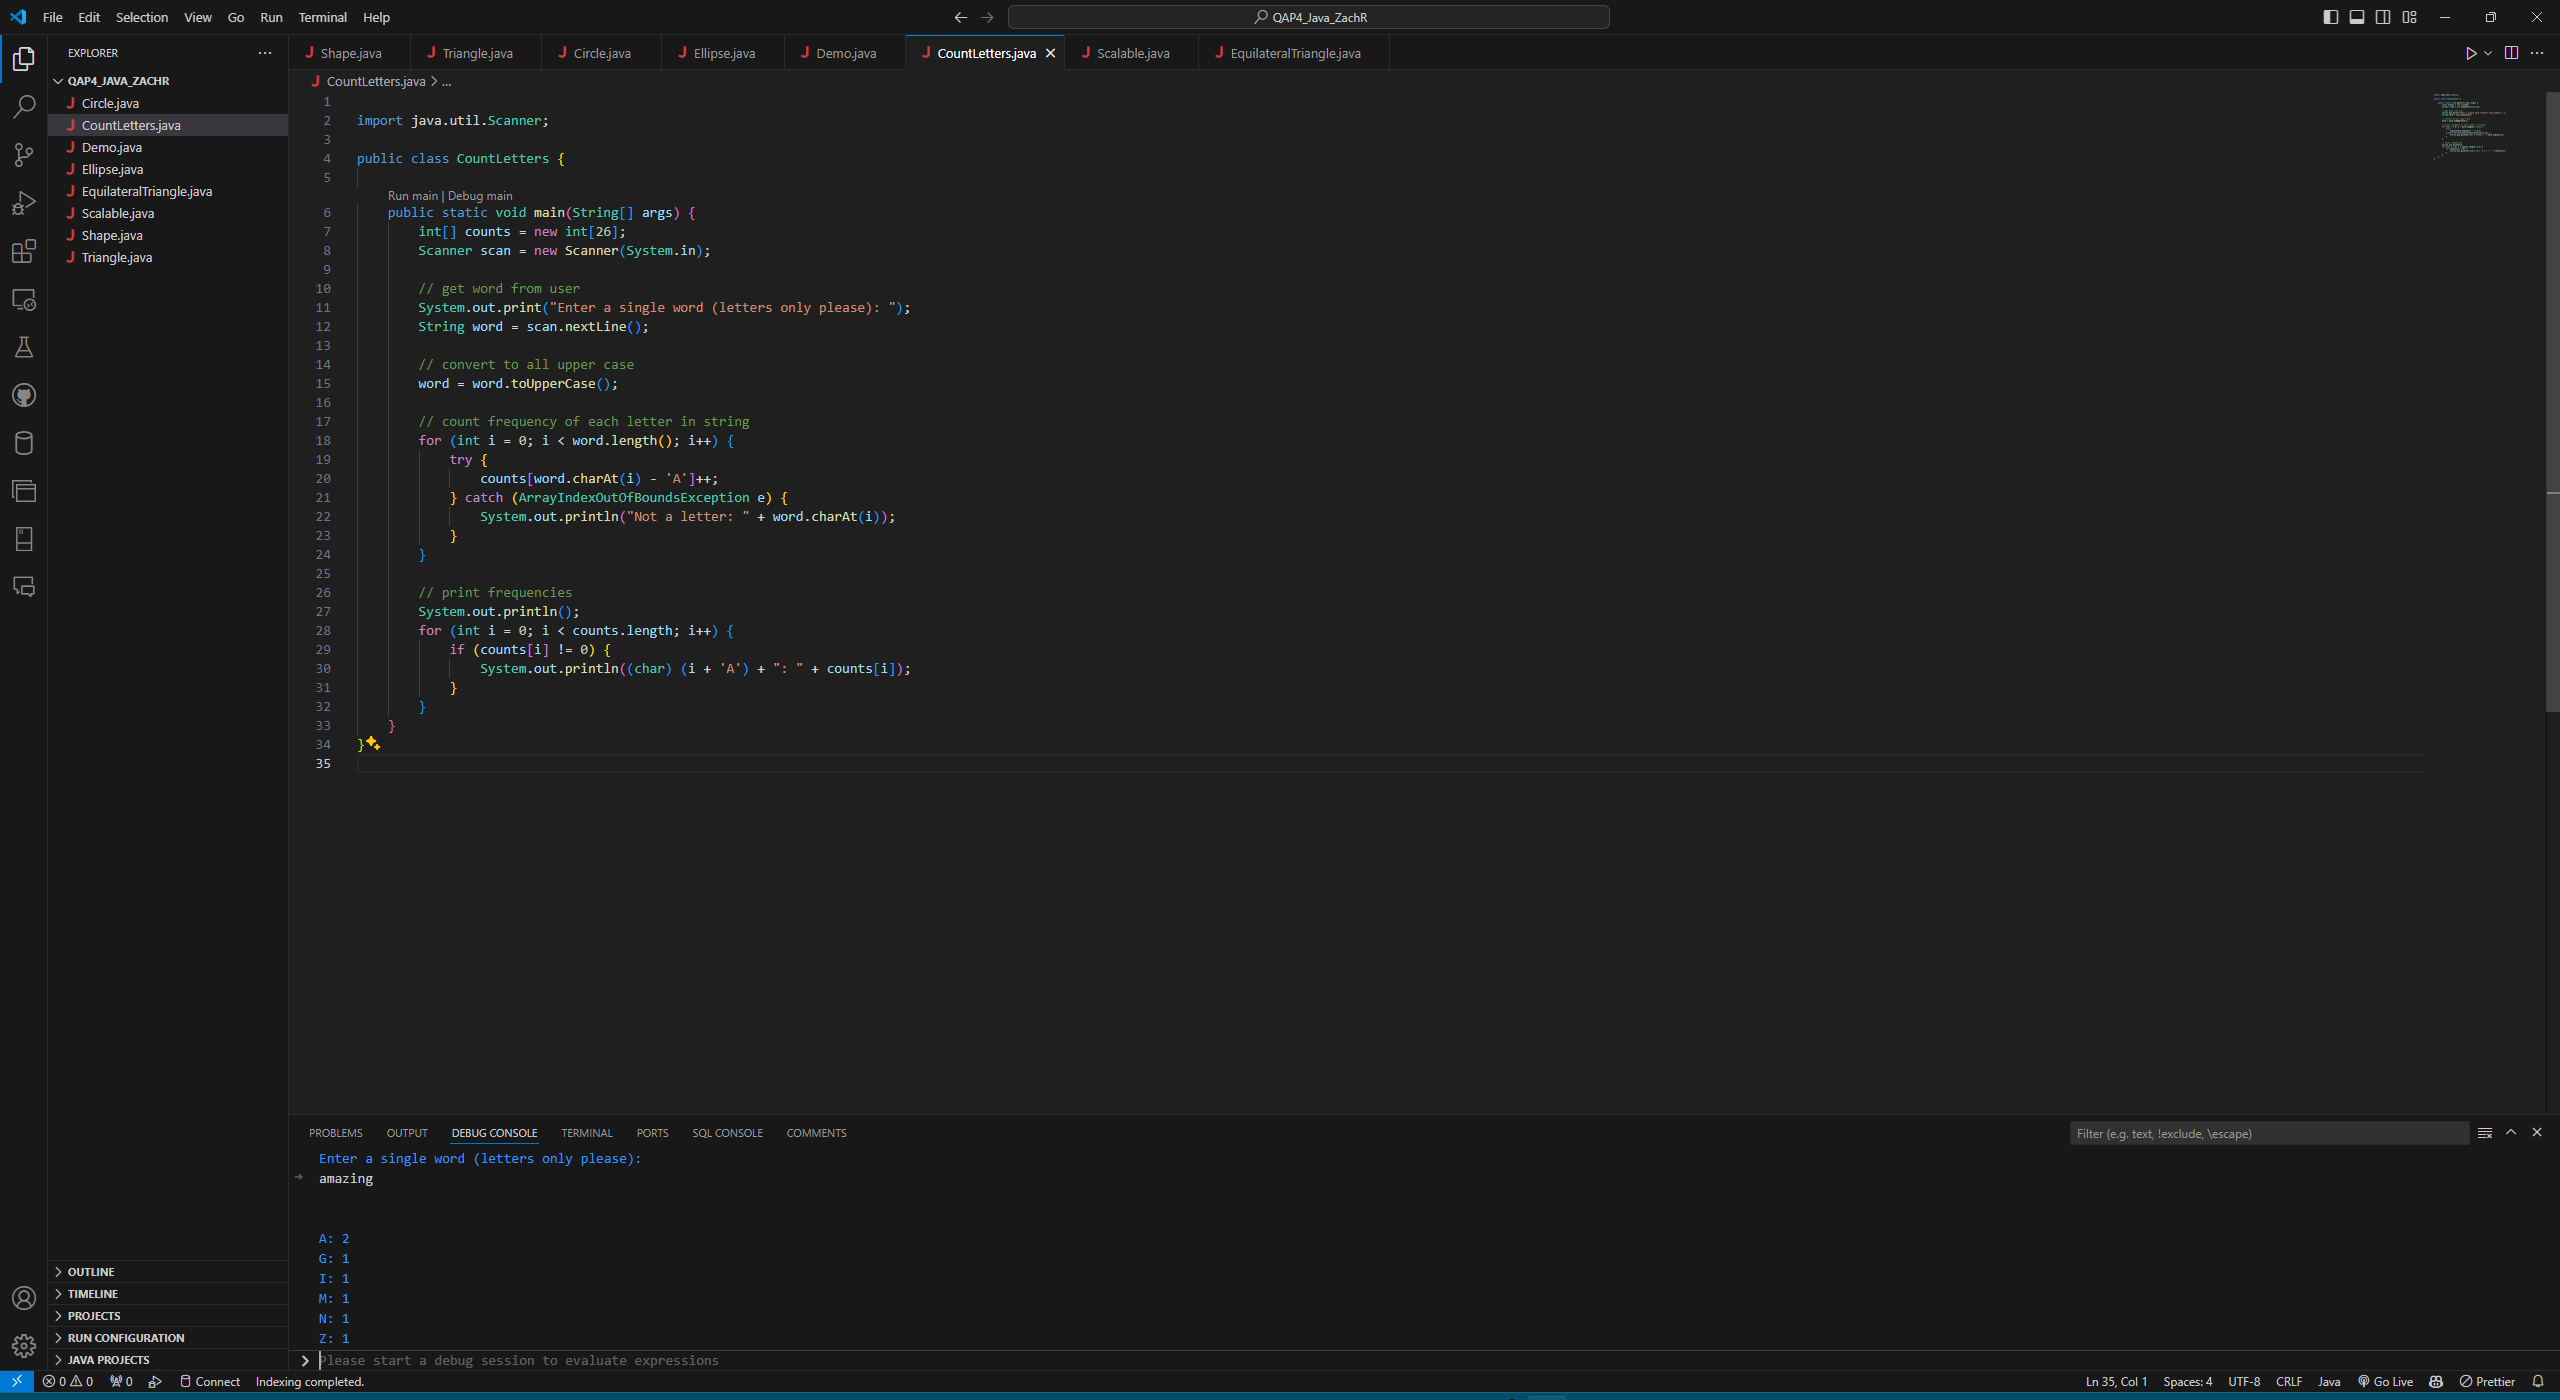 File Edit Selection View Go Run Terminal Help
QAP4_Java_ZachR
EXPLORER
QAP4_JAVA_ZACHR
Circle.java
CountLetters.java
Demo.java
Ellipse.java
EquilateralTriangle.java
Scalable.java
Shape.java
Triangle.java
OUTLINE
TIMELINE
PROJECTS
RUN CONFIGURATION
JAVA PROJECTS
Shape.java Triangle.java Circle.java Ellipse.java Demo.java CountLetters.java Scalable.java EquilateralTriangle.java
CountLetters.java > ...
1
2 import java.util.Scanner;
3
4 public class CountLetters {
5
Run main | Debug main
6 public static void main(String[] args) {
7 int[] counts = new int[26];
8 Scanner scan = new Scanner(System.in);
9
10 // get word from user
11 System.out.print("Enter a single word (letters only please): ");
12 String word = scan.nextLine();
13
14 // convert to all upper case
15 word = word.toUpperCase();
16
17 // count frequency of each letter in string
18 for (int i = 0; i < word.length(); i++) {
19 try {
20 counts[word.charAt(i) - 'A']++;
21 } catch (ArrayIndexOutOfBoundsException e) {
22 System.out.println("Not a letter: " + word.charAt(i));
23 }
24 }
25
26 // print frequencies
27 System.out.println();
28 for (int i = 0; i < counts.length; i++) {
29 if (counts[i] != 0) {
30 System.out.println((char) (i + 'A') + ": " + counts[i]);
31 }
32 }
33 }
34 }
35
PROBLEMS OUTPUT DEBUG CONSOLE TERMINAL PORTS SQL CONSOLE COMMENTS
Filter (e.g. text, !exclude, \escape)
Enter a single word (letters only please):
amazing
A: 2
G: 1
I: 1
M: 1
N: 1
Z: 1
Please start a debug session to evaluate expressions
0 0 0 Connect Indexing completed. Ln 35, Col 1 Spaces: 4 UTF-8 CRLF Java Go Live Prettier